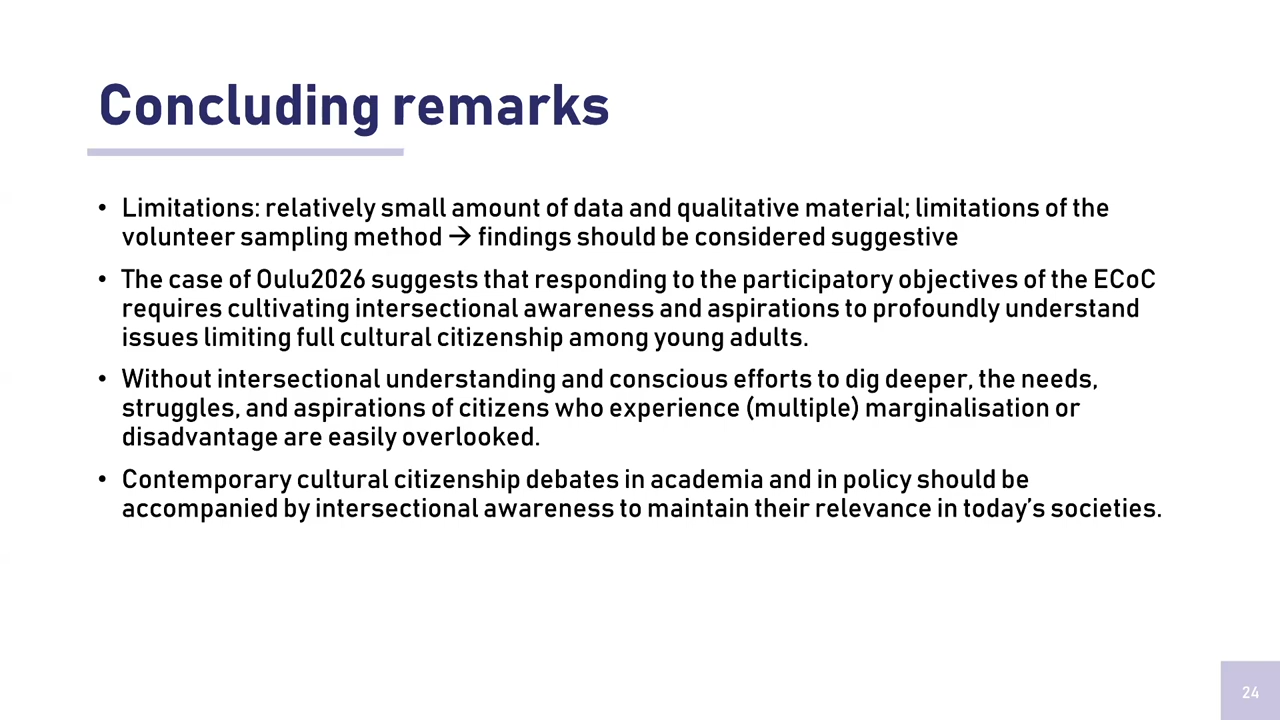 Concluding remarks
• Limitations: relatively small amount of data and qualitative material; limitations of the
volunteer sampling method → findings should be considered suggestive
• The case of Oulu2026 suggests that responding to the participatory objectives of the ECoC
requires cultivating intersectional awareness and aspirations to profoundly understand
issues limiting full cultural citizenship among young adults.
• Without intersectional understanding and conscious efforts to dig deeper, the needs,
struggles, and aspirations of citizens who experience (multiple) marginalisation or
disadvantage are easily overlooked.
• Contemporary cultural citizenship debates in academia and in policy should be
accompanied by intersectional awareness to maintain their relevance in today’s societies.
24